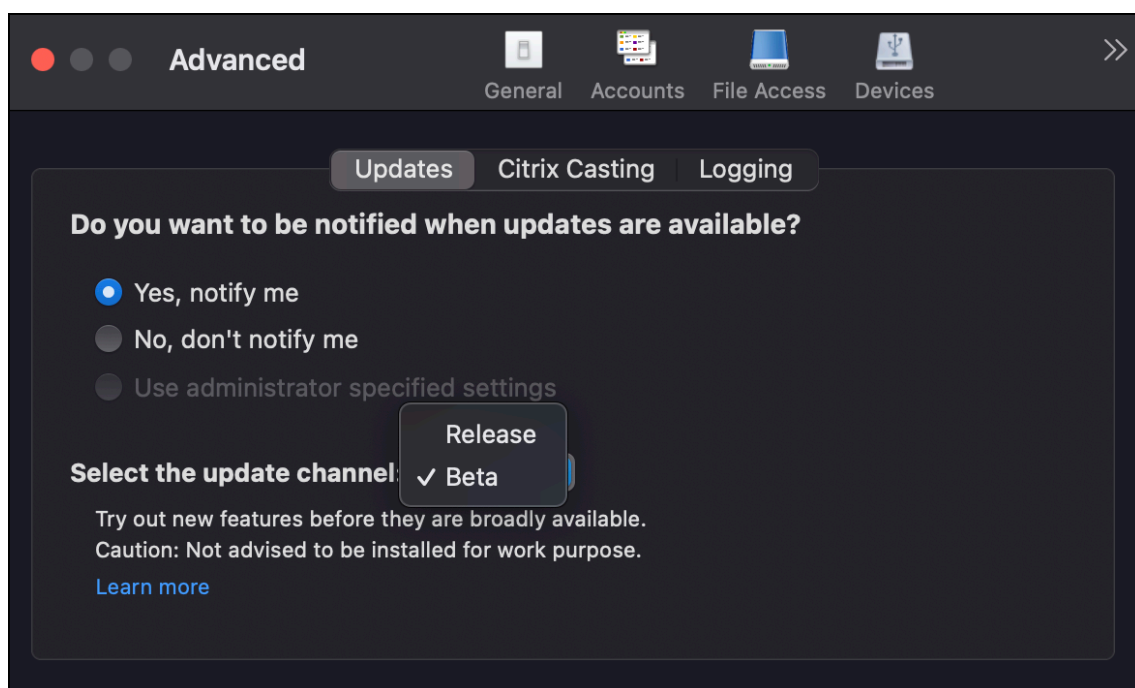 Advanced
General Accounts File Access Devices
Updates Citrix Casting Logging
Do you want to be notified when updates are available?
Yes, notify me
No, don't notify me
Use administrator specified settings
Release
Select the update channel:
Beta
Try out new features before they are broadly available.
Caution: Not advised to be installed for work purpose.
Learn more